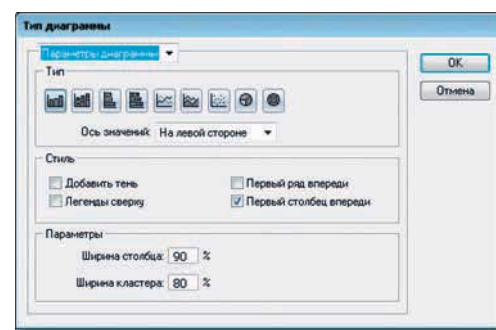 Тип диаграммы
Параметры диаграммы
OK
Отмена
Тип
Ось значений: На левой стороне
Стиль
Добавить тень Первый ряд впереди
Легенды сверху Первый столбец впереди
Параметры
Ширина столбца: 90 %
Ширина кластера: 80 %